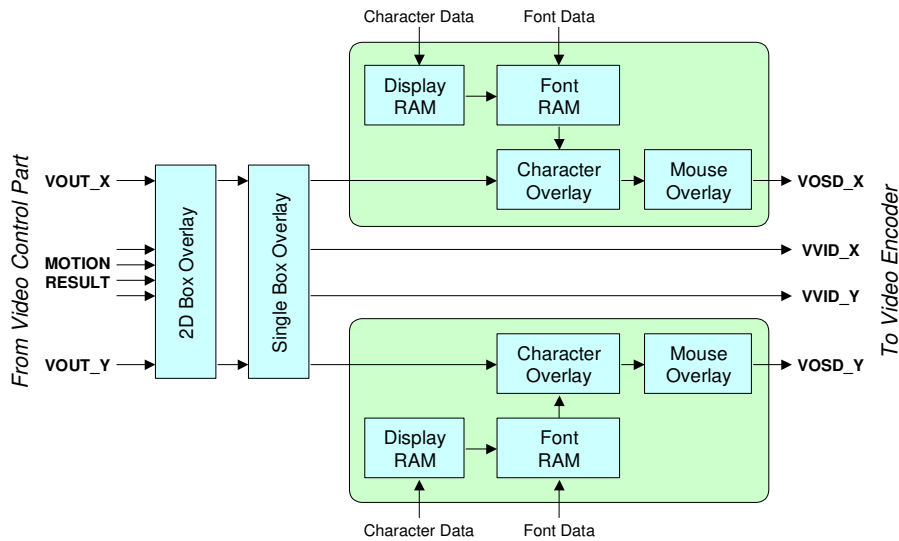 Character Data
Font Data
Display
RAM
Font
RAM
From Video Control Part
VOUT_X
2D Box Overlay
Single Box Overlay
Character
Overlay
Mouse
Overlay
VOSD_X
To Video Encoder
MOTION
RESULT
VVID_X
VVID_Y
VOUT_Y
Character
Overlay
Mouse
Overlay
VOSD_Y
Display
RAM
Font
RAM
Character Data
Font Data